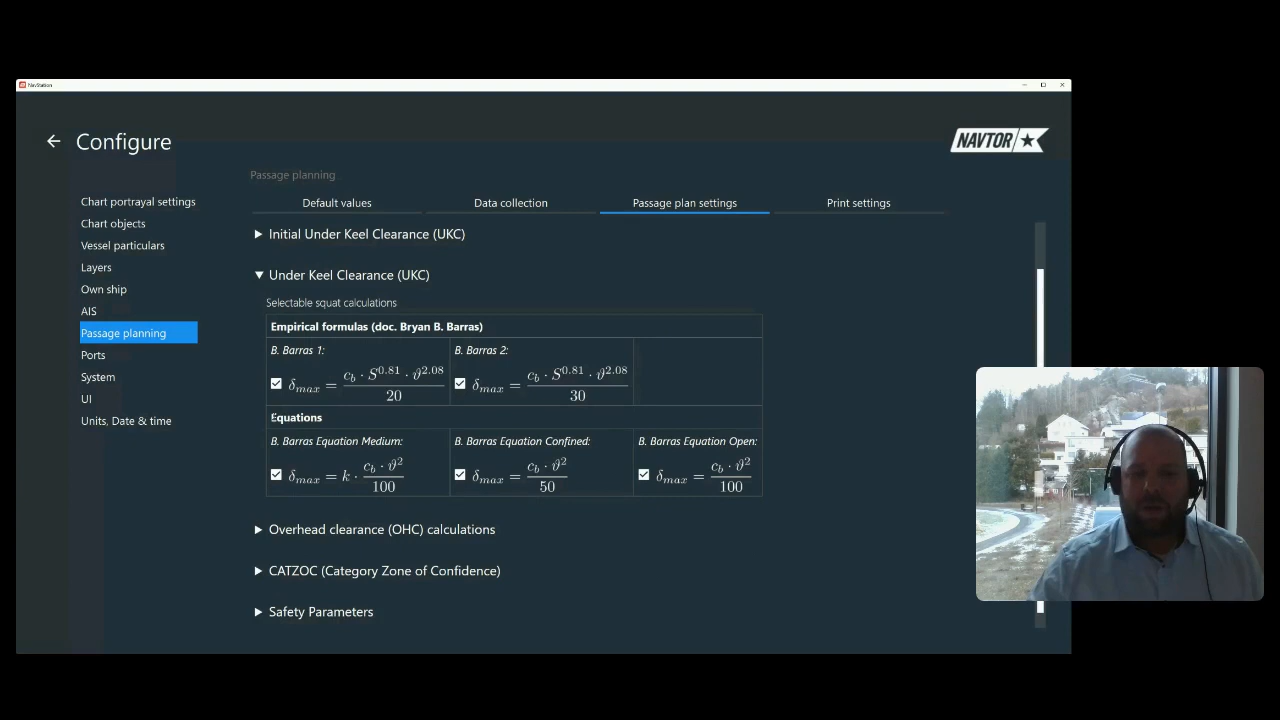 NavStation
Configure
NAVTOR
Passage planning
Default values
Data collection
Passage plan settings
Print settings
Chart portrayal settings
Chart objects
Vessel particulars
Layers
Own ship
AIS
Passage planning
Ports
System
UI
Units, Date & time
Initial Under Keel Clearance (UKC)
Under Keel Clearance (UKC)
Selectable squat calculations
Empirical formulas (doc. Bryan B. Barras)
B. Barras 1:
δmax = cb · S^0.81 · ϑ^2.08 / 20
B. Barras 2:
δmax = cb · S^0.81 · ϑ^2.08 / 30
Equations
B. Barras Equation Medium:
δmax = k · cb · ϑ^2 / 100
B. Barras Equation Confined:
δmax = cb · ϑ^2 / 50
B. Barras Equation Open:
δmax = cb · ϑ^2 / 100
Overhead clearance (OHC) calculations
CATZOC (Category Zone of Confidence)
Safety Parameters